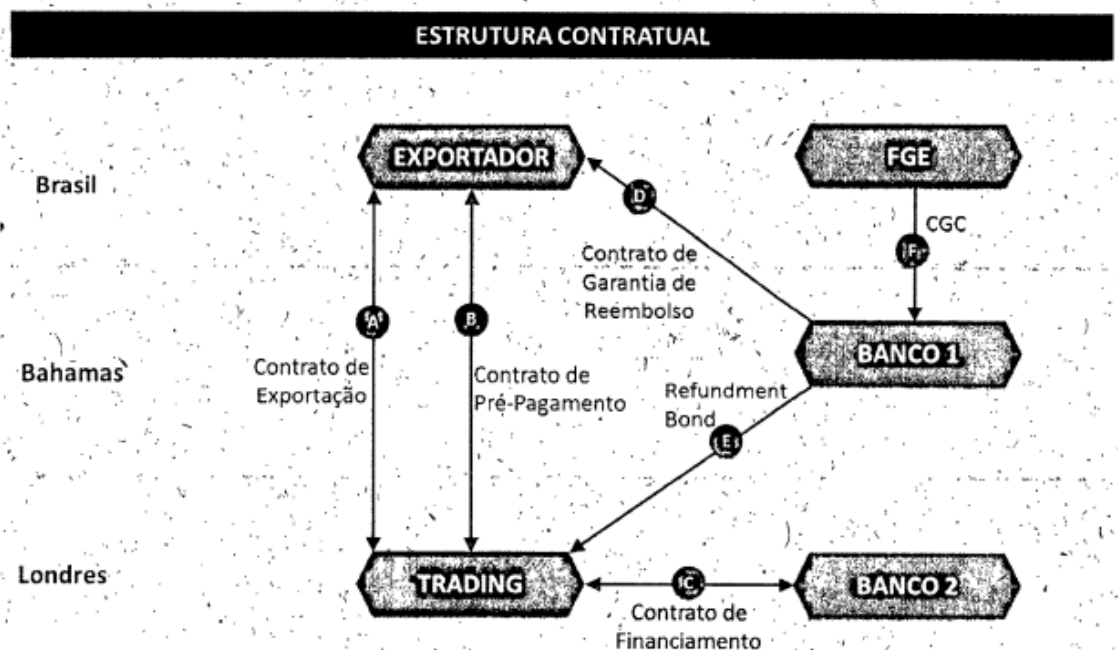 ESTRUTURA CONTRATUAL
EXPORTADOR
FGE
Brasil
D
CGC
Contrato de
Garantia de
Reembolso
F
A
B
BANCO 1
Bahamas
Contrato de
Exportação
Contrato de
Pré-Pagamento
Refundment
Bond
E
Londres
TRADING
C
BANCO 2
Contrato de
Financiamento